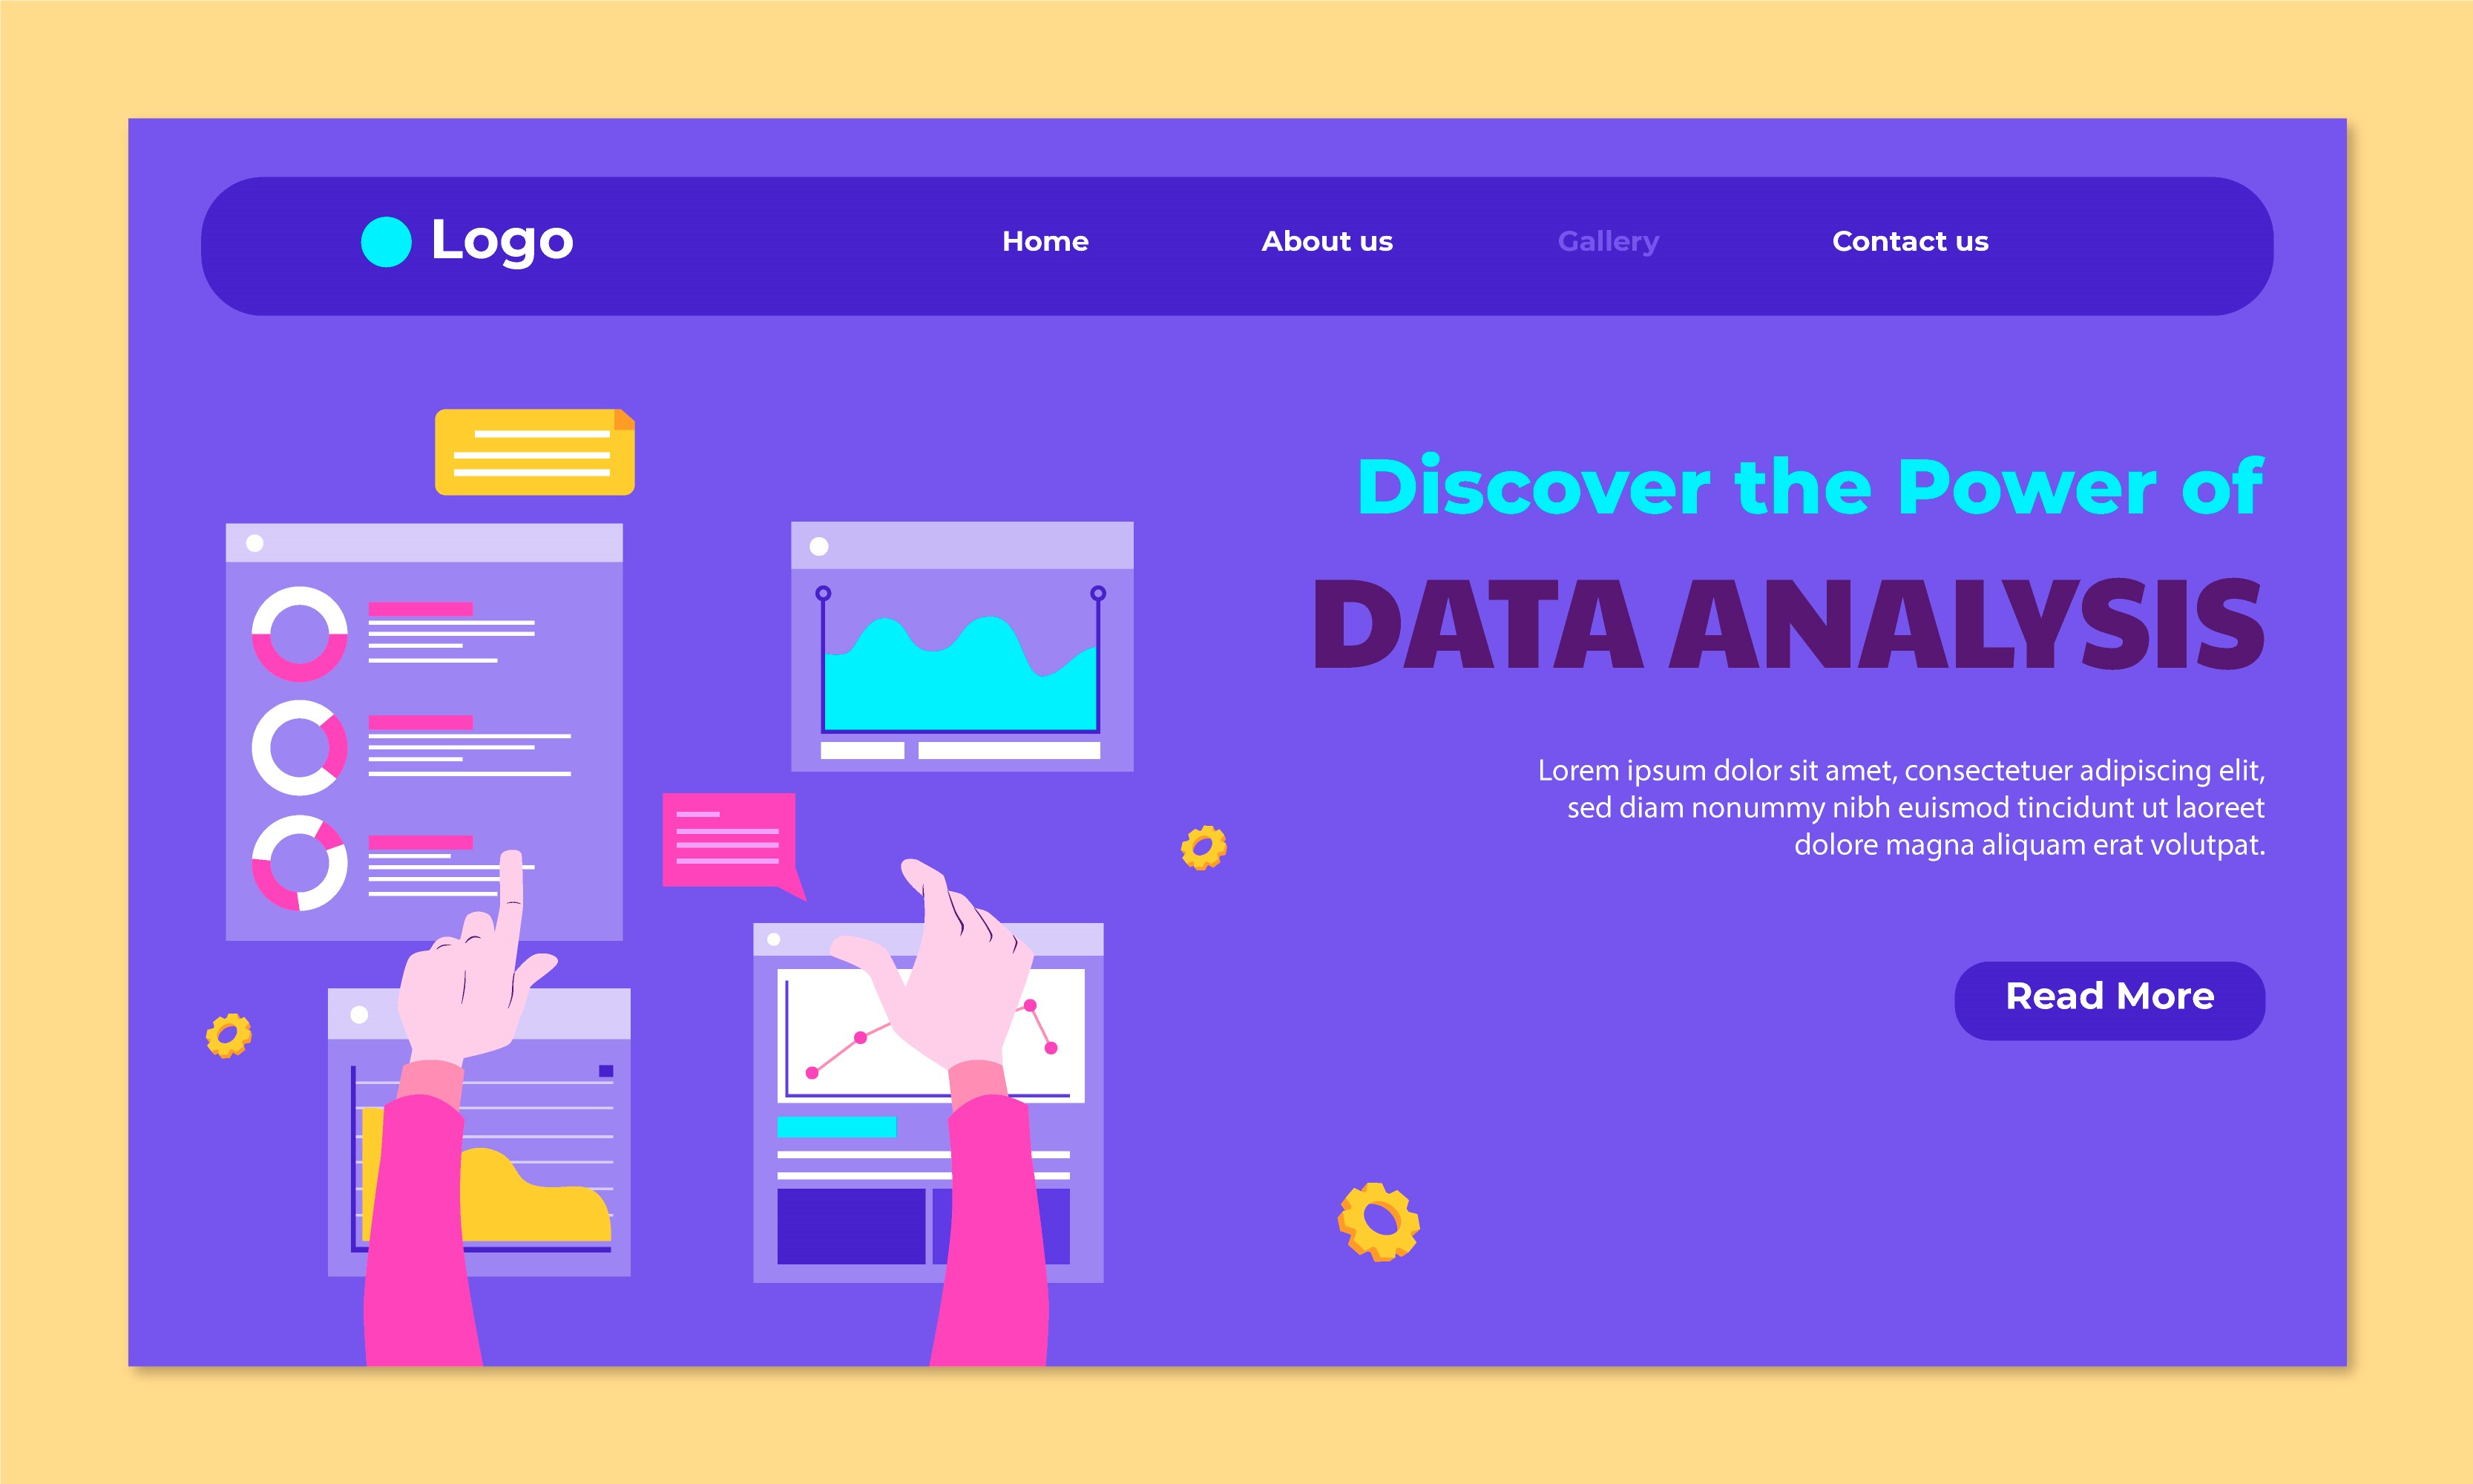 Logo
Home
About us
Gallery
Contact us
Discover the Power of
DATA ANALYSIS
Lorem ipsum dolor sit amet, consectetuer adipiscing elit,
sed diam nonummy nibh euismod tincidunt ut laoreet
dolore magna aliquam erat volutpat.
Read More